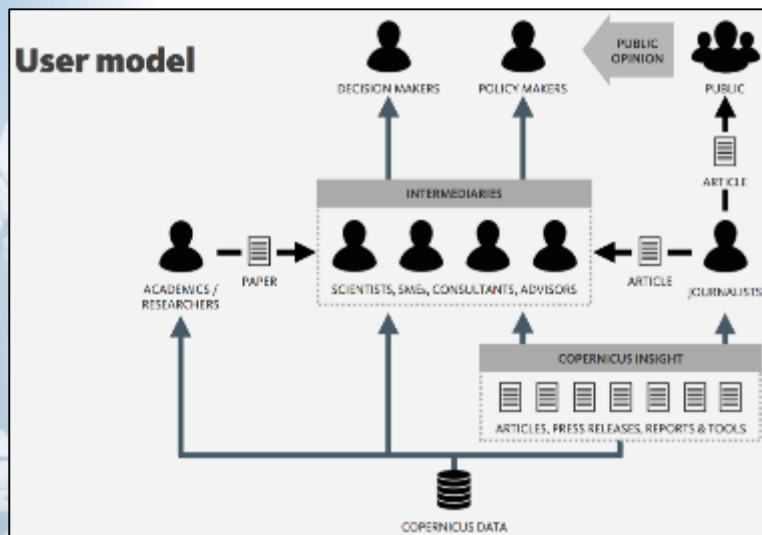 User model
PUBLIC
OPINION
DECISION MAKERS
POLICY MAKERS
PUBLIC
ARTICLE
INTERMEDIARIES
ACADEMICS /
RESEARCHERS
PAPER
SCIENTISTS, SMEs, CONSULTANTS, ADVISORS
ARTICLE
JOURNALISTS
COPERNICUS INSIGHT
ARTICLES, PRESS RELEASES, REPORTS & TOOLS
COPERNICUS DATA